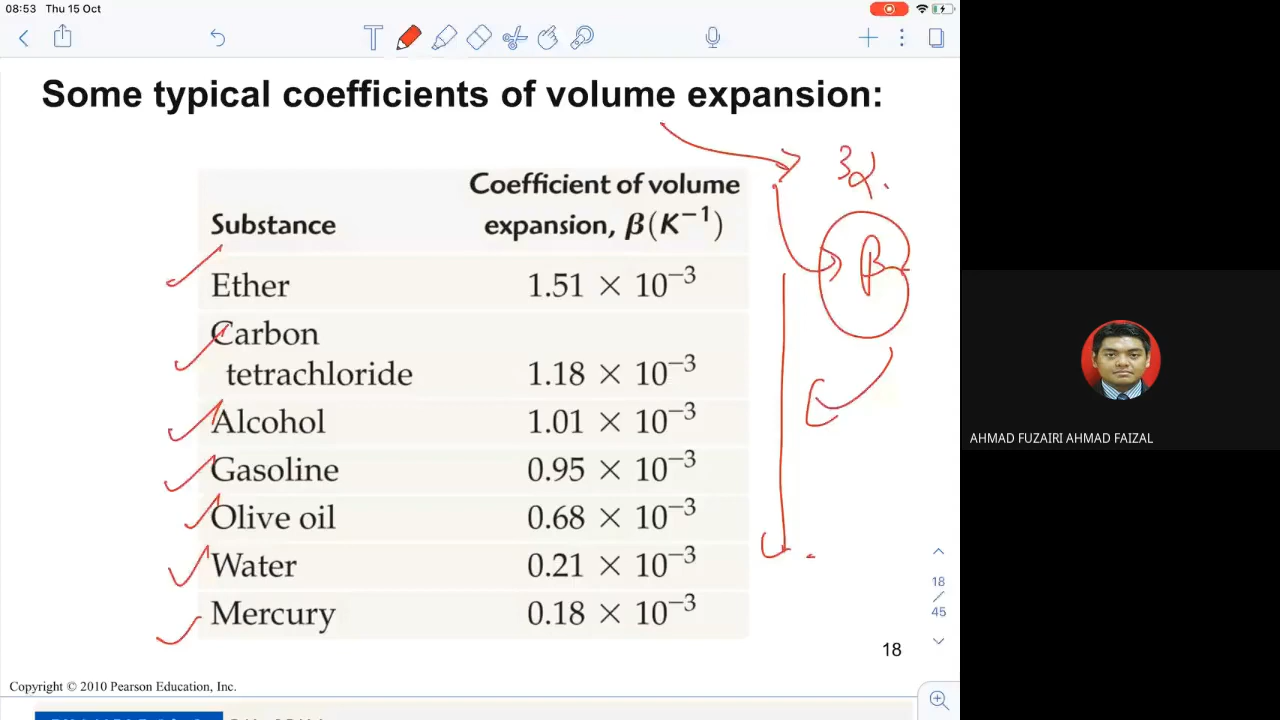 08:53 Thu 15 Oct
Some typical coefficients of volume expansion:
3α.
Coefficient of volume
Substance expansion, β(K⁻¹)
β
Ether 1.51 × 10⁻³
Carbon
tetrachloride 1.18 × 10⁻³
Alcohol 1.01 × 10⁻³
Gasoline 0.95 × 10⁻³
Olive oil 0.68 × 10⁻³
Water 0.21 × 10⁻³
Mercury 0.18 × 10⁻³
18
/
45
18
Copyright © 2010 Pearson Education, Inc.
AHMAD FUZAIRI AHMAD FAIZAL